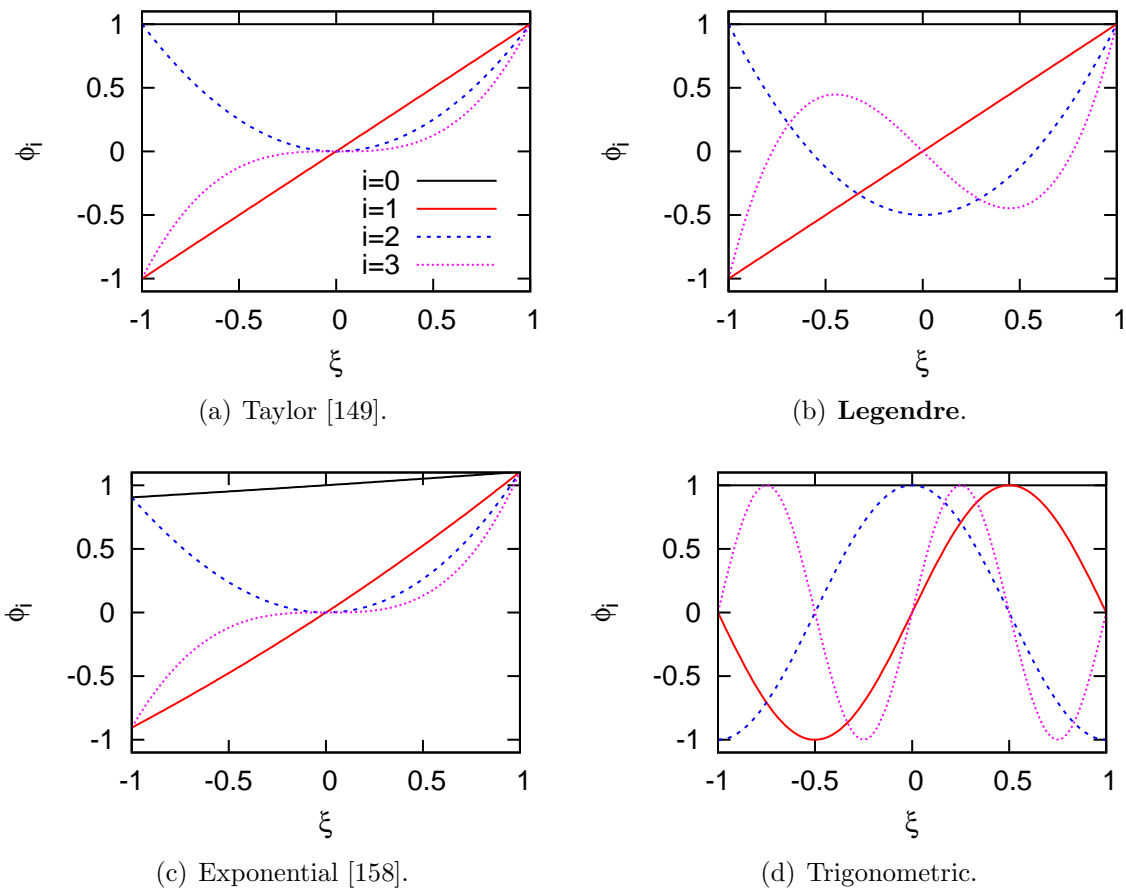 1
0.5
0
-0.5
-1
ϕi
i=0
i=1
i=2
i=3
-1 -0.5 0 0.5 1
ξ
(a) Taylor [149].
1
0.5
0
-0.5
-1
ϕi
-1 -0.5 0 0.5 1
ξ
(b) Legendre.
1
0.5
0
-0.5
-1
ϕi
-1 -0.5 0 0.5 1
ξ
(c) Exponential [158].
1
0.5
0
-0.5
-1
ϕi
-1 -0.5 0 0.5 1
ξ
(d) Trigonometric.